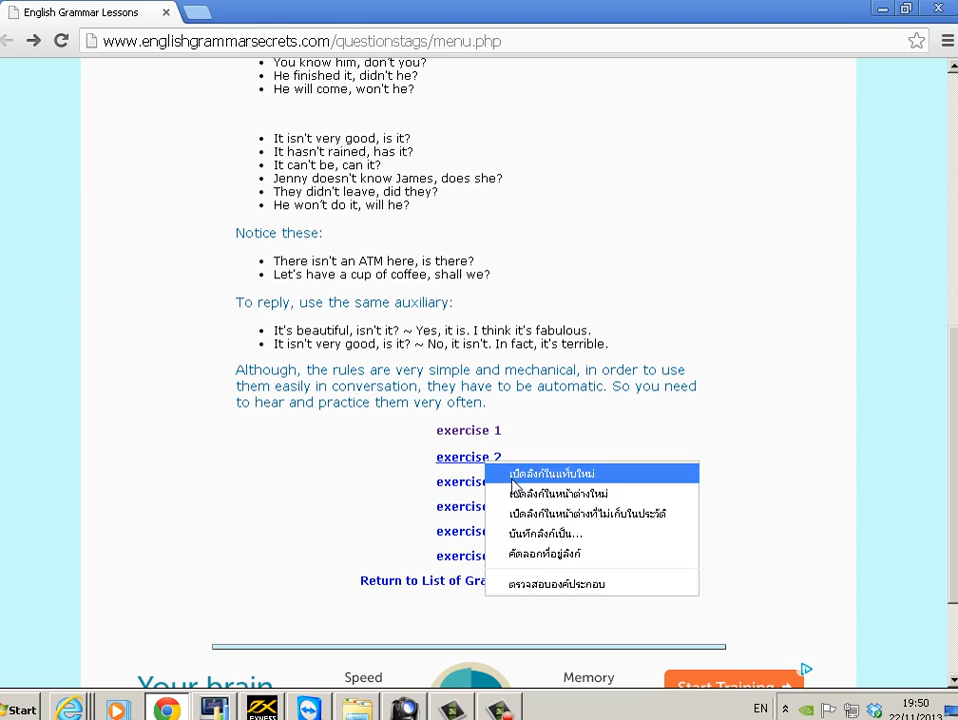 English Grammar Lessons
www.englishgrammarsecrets.com/questionstags/menu.php
You know him, don't you?
He finished it, didn't he?
He will come, won't he?
It isn't very good, is it?
It hasn't rained, has it?
It can't be, can it?
Jenny doesn't know James, does she?
They didn't leave, did they?
He won't do it, will he?
Notice these:
There isn't an ATM here, is there?
Let's have a cup of coffee, shall we?
To reply, use the same auxiliary:
It's beautiful, isn't it? ~ Yes, it is. I think it's fabulous.
It isn't very good, is it? ~ No, it isn't. In fact, it's terrible.
Although, the rules are very simple and mechanical, in order to use
them easily in conversation, they have to be automatic. So you need
to hear and practice them very often.
exercise 1
exercise 2
เปิดลิงก์ในแท็บใหม่
exercise
เปิดลิงก์ในหน้าต่างใหม่
exercise
เปิดลิงก์ในหน้าต่างที่ไม่เก็บในประวัติ
exercise
บันทึกลิงก์เป็น...
exercise
คัดลอกที่อยู่ลิงก์
Return to List of Gra
ตรวจสอบองค์ประกอบ
Your brain
Speed
Memory
Start Training
Start
EXNESS
EN
19:50
22/11/2013